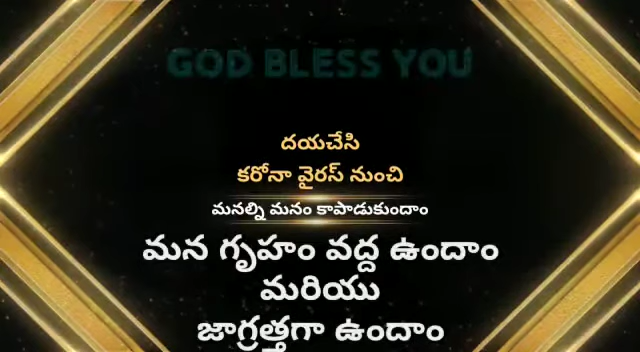 GOD BLESS YOU
దయచేసి
కరోనా వైరస్ నుంచి
మనల్ని మనం కాపాడుకుందాం
మన గృహం వద్ద ఉందాం
మరియు
జాగ్రత్తగా ఉందాం